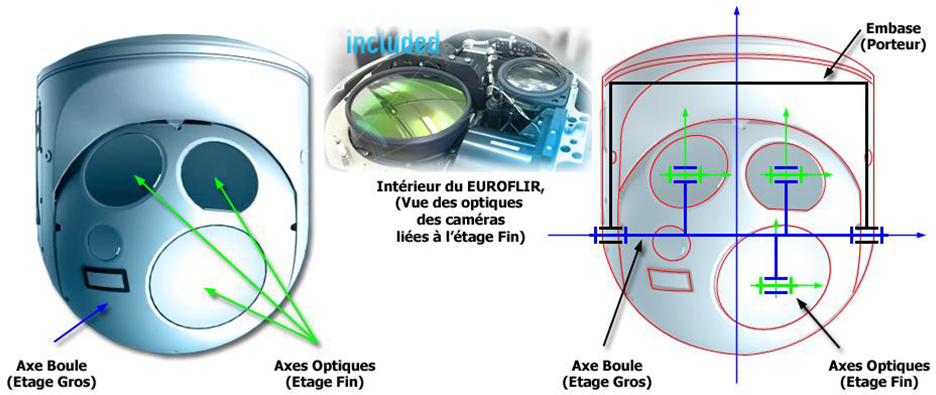 included
Embase
(Porteur)
Intérieur du EUROFLIR,
(Vue des optiques
des caméras
liées à l'étage Fin)
Axe Boule
(Etage Gros)
Axes Optiques
(Etage Fin)
Axe Boule
(Etage Gros)
Axes Optiques
(Etage Fin)